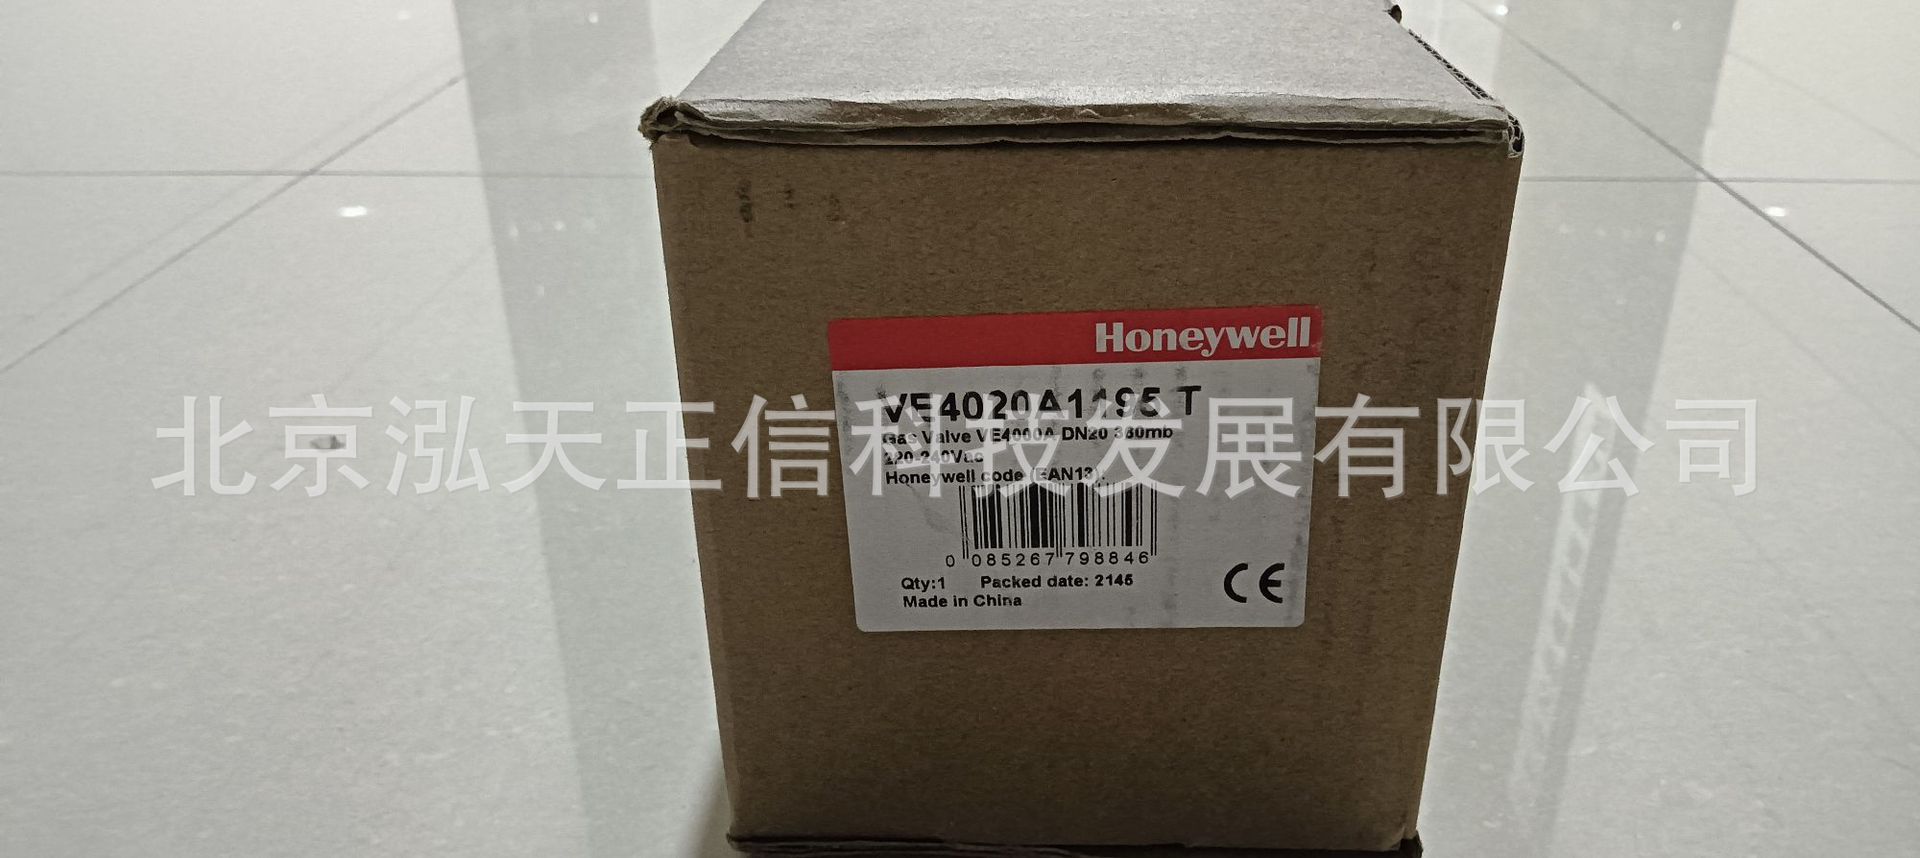 Honeywell
VE4020A1195 T
Gas Valve VE4000A DN20 360mb
220-240Vac
Honeywell code (EAN13):
北京泓天正信科技发展有限公司
0 085267 798846
Qty:1 Packed date: 2145
Made in China
CE